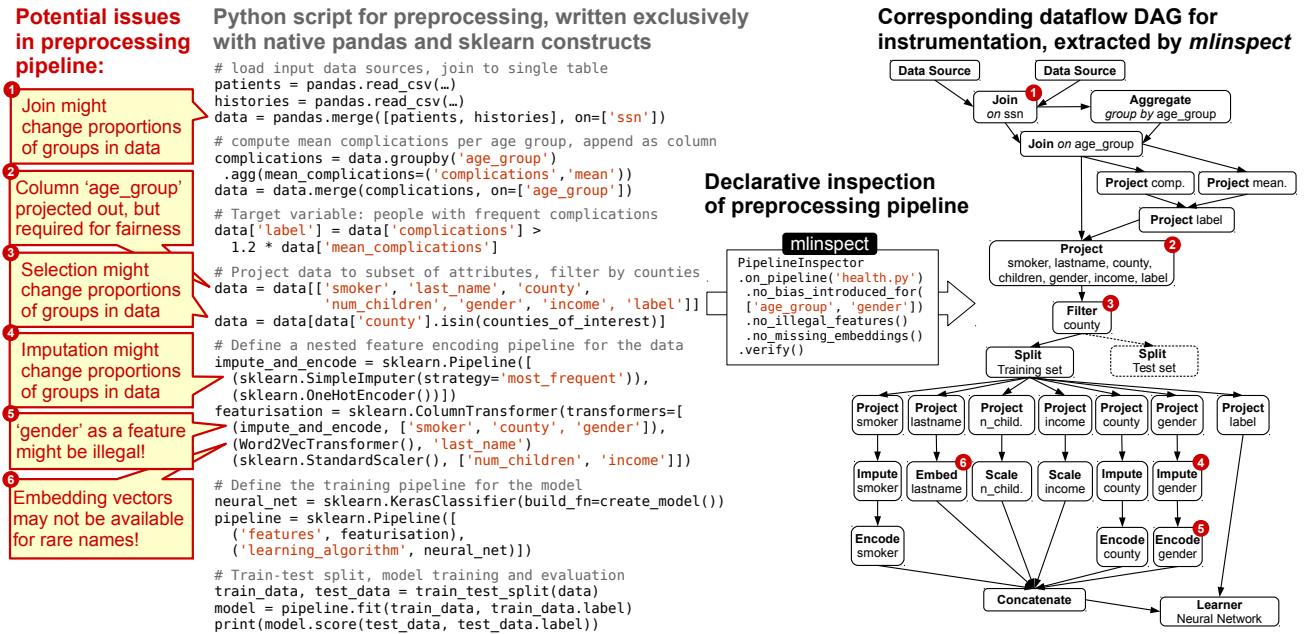 Potential issues
in preprocessing
pipeline:
1
Join might
change proportions
of groups in data
2
Column ‘age_group’
projected out, but
required for fairness
3
Selection might
change proportions
of groups in data
4
Imputation might
change proportions
of groups in data
5
‘gender’ as a feature
might be illegal!
6
Embedding vectors
may not be available
for rare names!
Python script for preprocessing, written exclusively
with native pandas and sklearn constructs
# load input data sources, join to single table
patients = pandas.read_csv(…)
histories = pandas.read_csv(…)
data = pandas.merge([patients, histories], on=['ssn'])
# compute mean complications per age group, append as column
complications = data.groupby('age_group')
.agg(mean_complications=('complications','mean'))
data = data.merge(complications, on=['age_group'])
# Target variable: people with frequent complications
data['label'] = data['complications'] >
1.2 * data['mean_complications']
# Project data to subset of attributes, filter by counties
data = data[['smoker', 'last_name', 'county',
'num_children', 'gender', 'income', 'label']]
data = data[data['county'].isin(counties_of_interest)]
# Define a nested feature encoding pipeline for the data
impute_and_encode = sklearn.Pipeline([
(sklearn.SimpleImputer(strategy='most_frequent')),
(sklearn.OneHotEncoder())])
featurisation = sklearn.ColumnTransformer(transformers=[
(impute_and_encode, ['smoker', 'county', 'gender']),
(Word2VecTransformer(), 'last_name')
(sklearn.StandardScaler(), ['num_children', 'income']])
# Define the training pipeline for the model
neural_net = sklearn.KerasClassifier(build_fn=create_model())
pipeline = sklearn.Pipeline([
('features', featurisation),
('learning_algorithm', neural_net)])
# Train-test split, model training and evaluation
train_data, test_data = train_test_split(data)
model = pipeline.fit(train_data, train_data.label)
print(model.score(test_data, test_data.label))
Declarative inspection
of preprocessing pipeline
mlinspect
PipelineInspector
.on_pipeline('health.py')
.no_bias_introduced_for(
['age_group', 'gender'])
.no_illegal_features()
.no_missing_embeddings()
.verify()
Corresponding dataflow DAG for
instrumentation, extracted by mlinspect
Data Source
Data Source
1
Join
on ssn
Aggregate
group by age_group
Join on age_group
Project comp.
Project mean.
Project label
2
Project
smoker, lastname, county,
children, gender, income, label
3
Filter
county
Split
Training set
Split
Test set
Project
smoker
Project
lastname
Project
n_child.
Project
income
Project
county
Project
gender
Project
label
Impute
smoker
6
Embed
lastname
Scale
n_child.
Scale
income
Impute
county
4
Impute
gender
Encode
smoker
Encode
county
5
Encode
gender
Concatenate
Learner
Neural Network